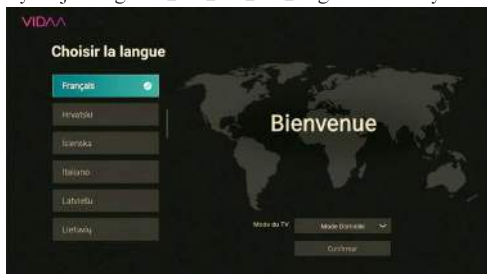 VIDAA
Choisir la langue
Français
Hrvatski
Íslenska
Italiano
Latviešu
Lietuvių
Bienvenue
Mode du TV
Mode Domicile
Confirmer